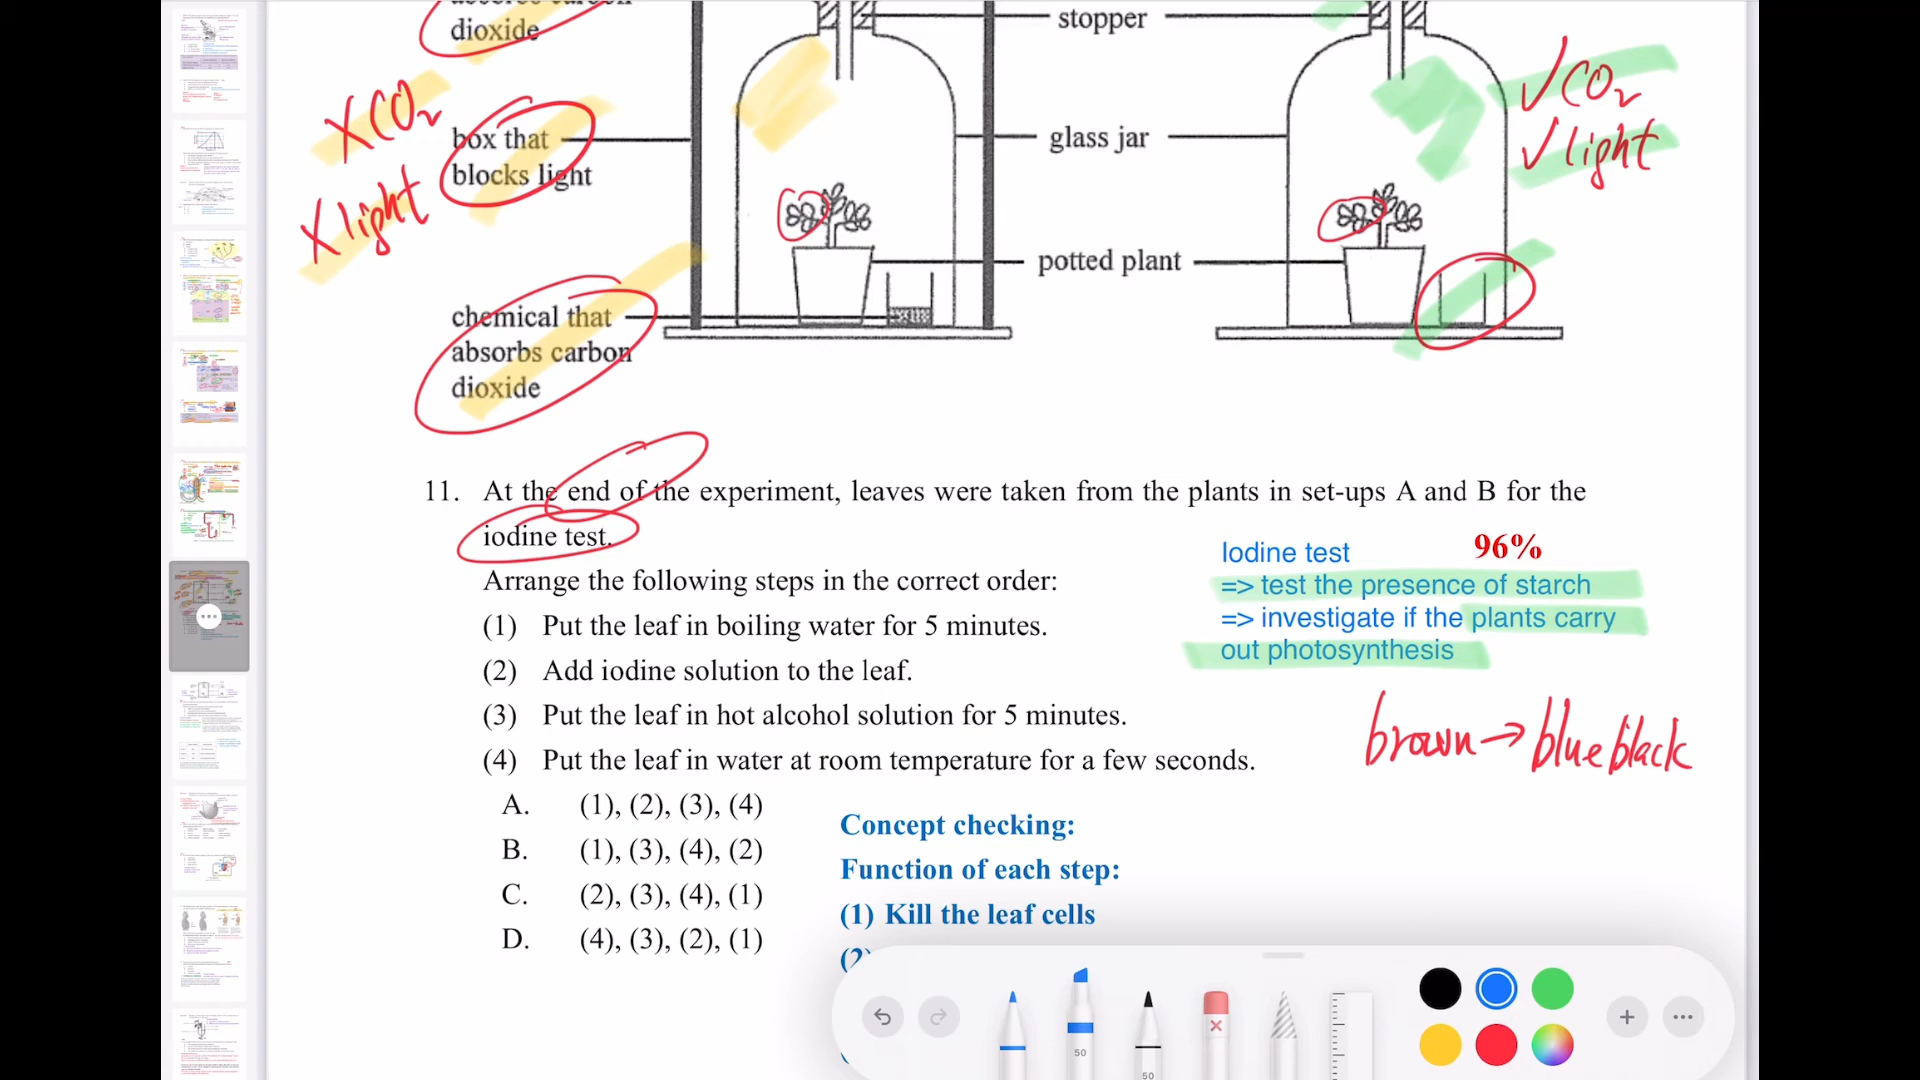 dioxide
stopper
XCO2
Xlight
box that
blocks light
glass jar
✓CO2
✓light
potted plant
chemical that
absorbs carbon
dioxide
11. At the end of the experiment, leaves were taken from the plants in set-ups A and B for the
iodine test.
Iodine test 96%
=> test the presence of starch
=> investigate if the plants carry
out photosynthesis
Arrange the following steps in the correct order:
(1) Put the leaf in boiling water for 5 minutes.
(2) Add iodine solution to the leaf.
(3) Put the leaf in hot alcohol solution for 5 minutes.
(4) Put the leaf in water at room temperature for a few seconds.
brown→blue black
A. (1), (2), (3), (4)
B. (1), (3), (4), (2)
C. (2), (3), (4), (1)
D. (4), (3), (2), (1)
Concept checking:
Function of each step:
(1) Kill the leaf cells
50
50